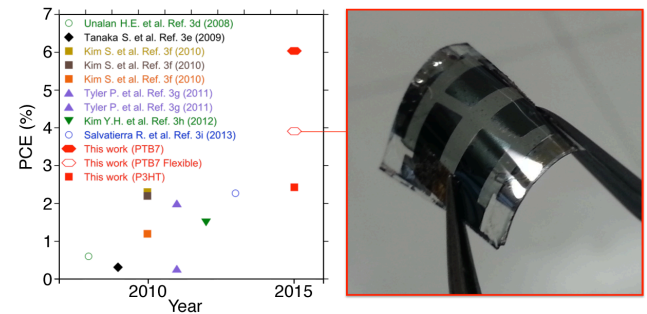 7
Unalan H.E. et al. Ref. 3d (2008)
Tanaka S. et al. Ref. 3e (2009)
6
Kim S. et al. Ref. 3f (2010)
Kim S. et al. Ref. 3f (2010)
Kim S. et al. Ref. 3f (2010)
5
Tyler P. et al. Ref. 3g (2011)
Tyler P. et al. Ref. 3g (2011)
Kim Y.H. et al. Ref. 3h (2012)
4
Salvatierra R. et al. Ref. 3i (2013)
This work (PTB7)
This work (PTB7 Flexible)
3
This work (P3HT)
PCE (%)
2
1
0
2010
2015
Year